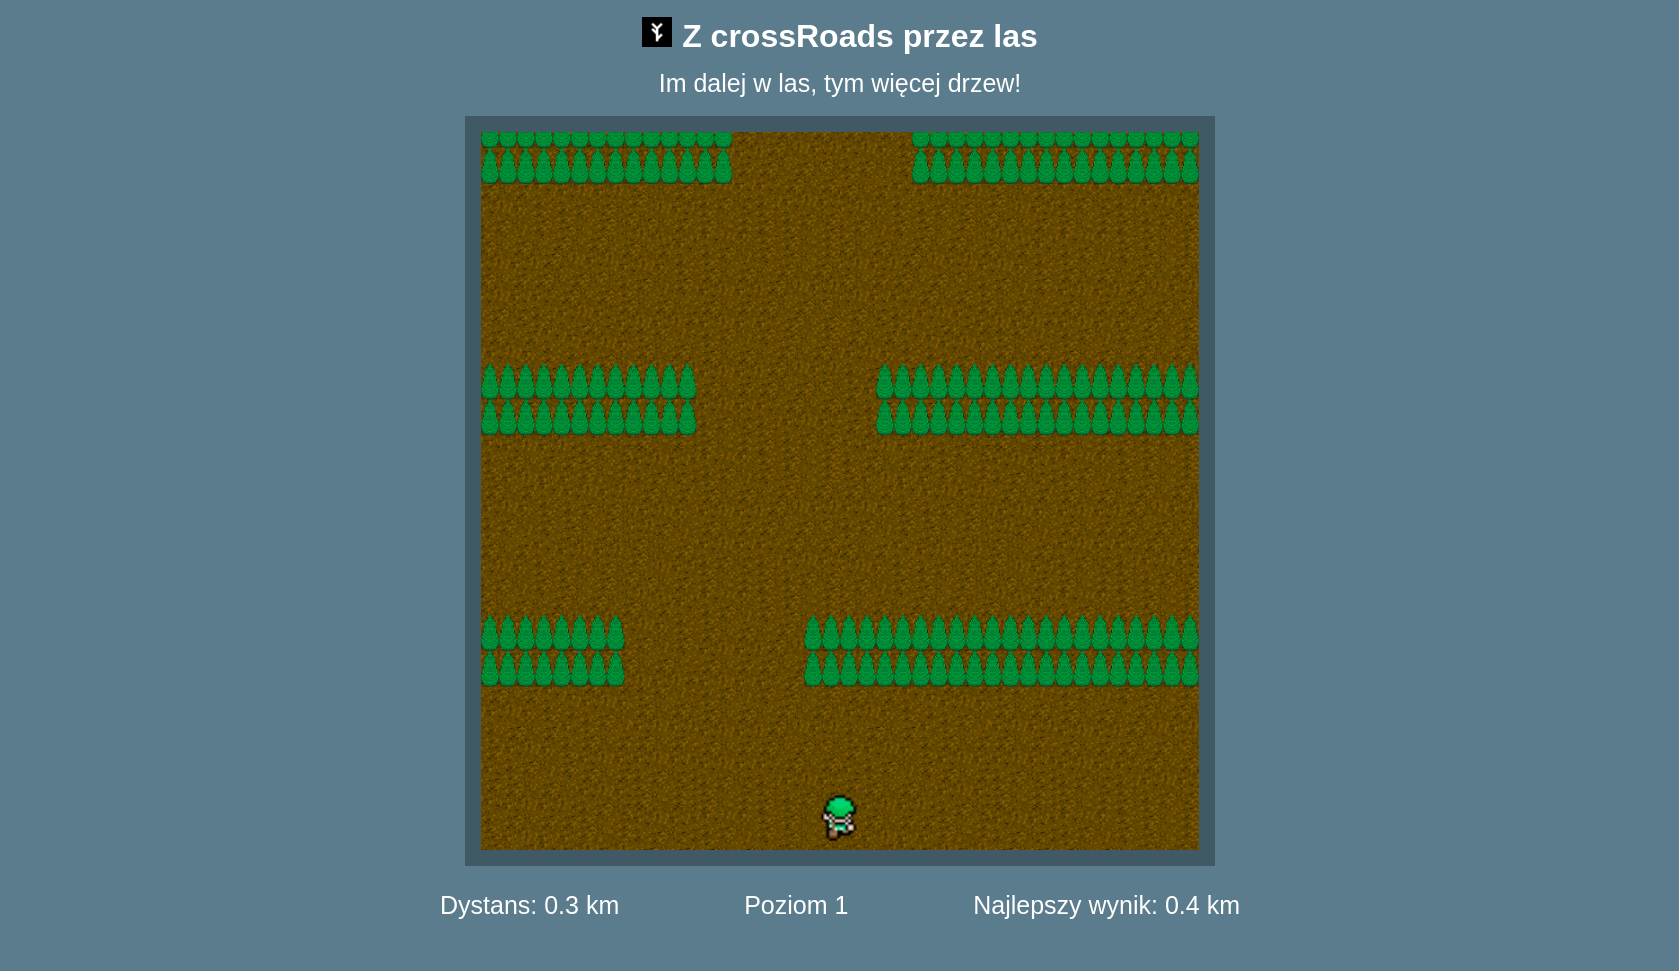 Z crossRoads przez las
Im dalej w las, tym więcej drzew!
Dystans: 0.3 km
Poziom 1
Najlepszy wynik: 0.4 km